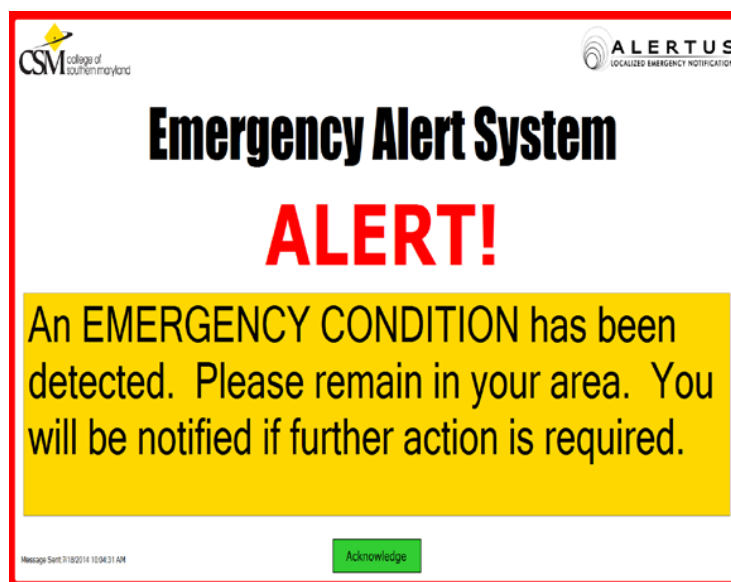 CSM college of
southern maryland
ALERTUS
LOCALIZED EMERGENCY NOTIFICATION
Emergency Alert System
ALERT!
An EMERGENCY CONDITION has been
detected.  Please remain in your area.  You
will be notified if further action is required.
Message Sent 7/18/2014 10:04:31 AM
Acknowledge